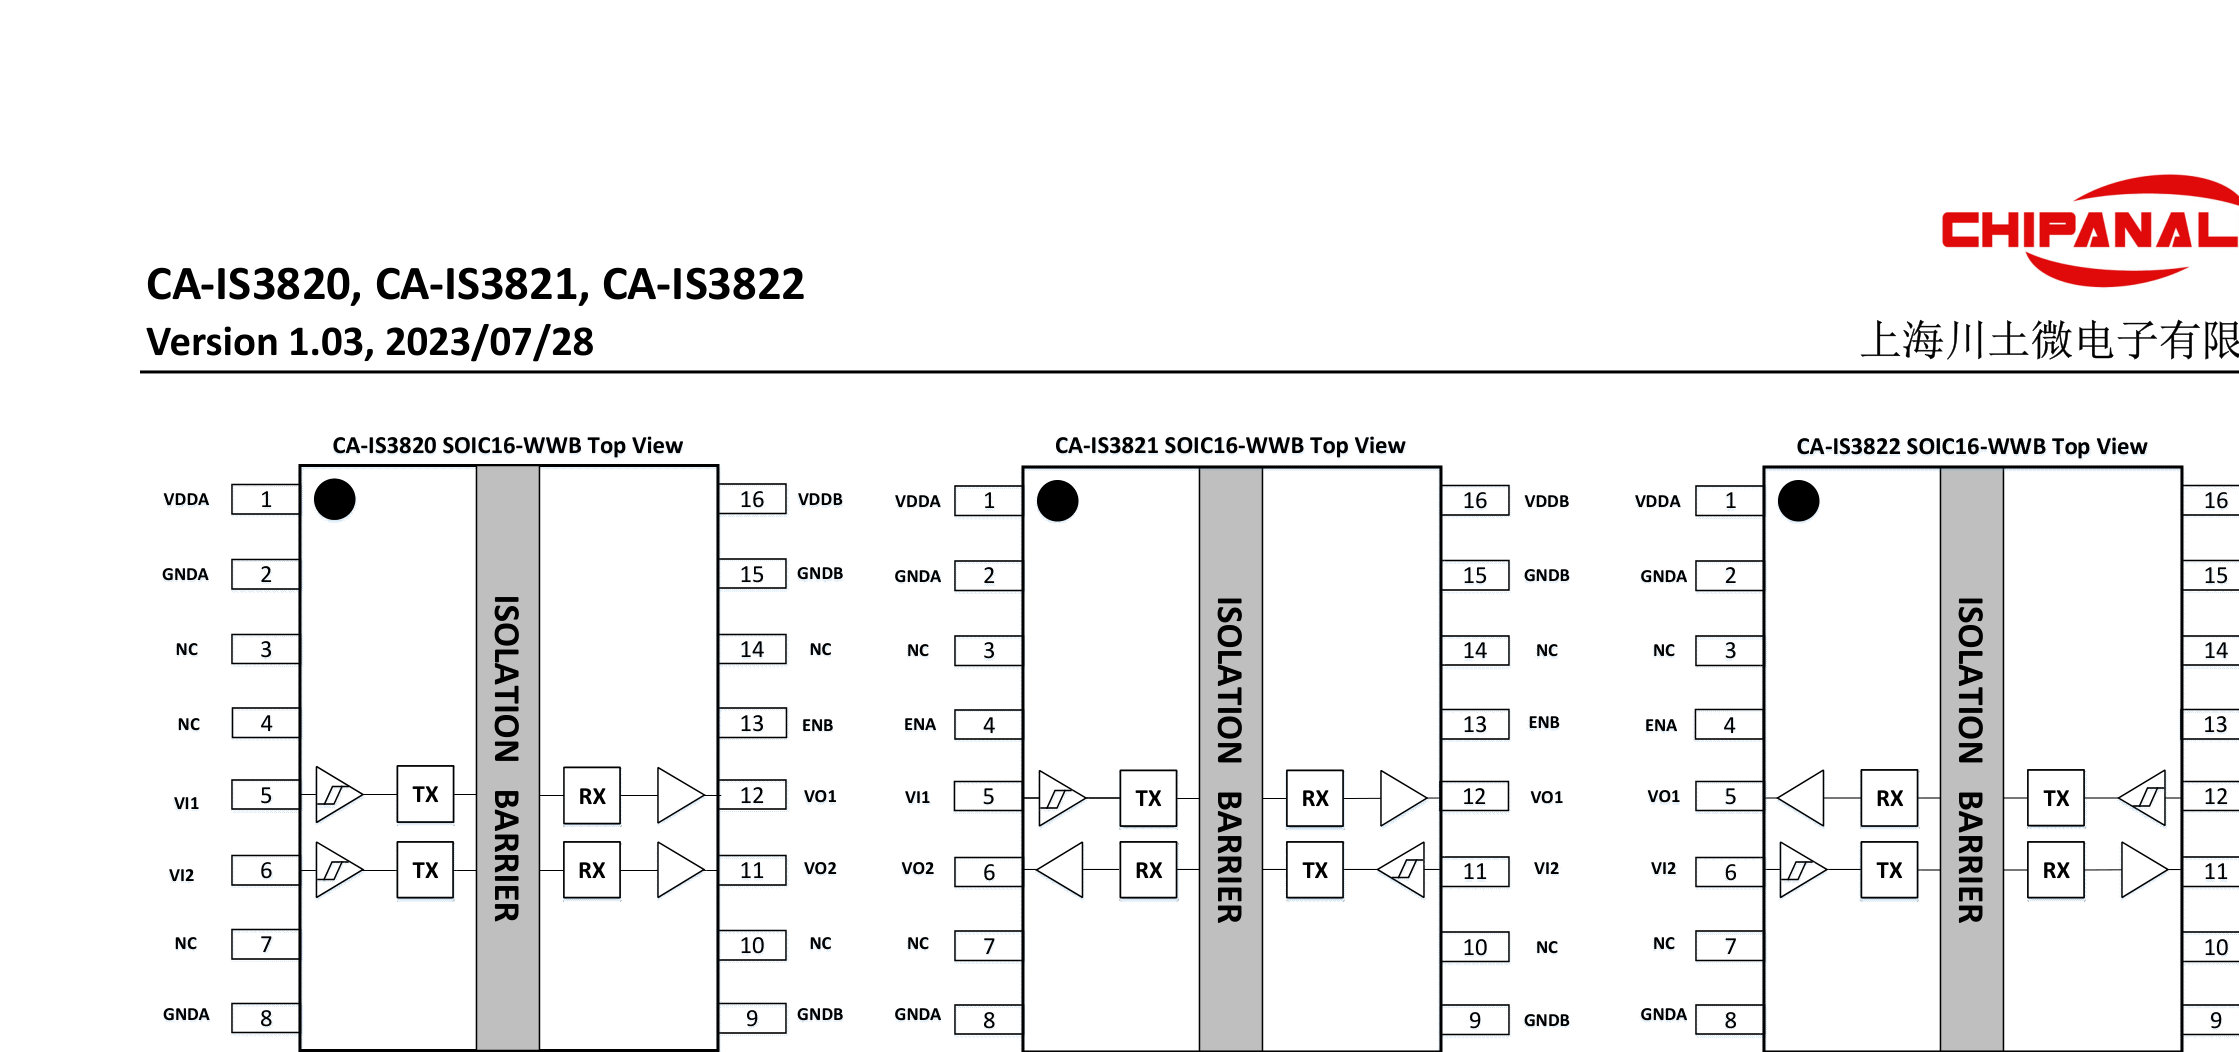 CHIPANAL
CA-IS3820, CA-IS3821, CA-IS3822
Version 1.03, 2023/07/28
上海川土微电子有限
CA-IS3820 SOIC16-WWB Top View
VDDA 1 16 VDDB
GNDA 2 15 GNDB
NC 3 14 NC
NC 4 13 ENB
VI1 5 TX RX 12 VO1
VI2 6 TX RX 11 VO2
NC 7 10 NC
GNDA 8 9 GNDB
ISOLATION BARRIER
CA-IS3821 SOIC16-WWB Top View
VDDA 1 16 VDDB
GNDA 2 15 GNDB
NC 3 14 NC
ENA 4 13 ENB
VI1 5 TX RX 12 VO1
VO2 6 RX TX 11 VI2
NC 7 10 NC
GNDA 8 9 GNDB
ISOLATION BARRIER
CA-IS3822 SOIC16-WWB Top View
VDDA 1 16
GNDA 2 15
NC 3 14
ENA 4 13
VO1 5 RX TX 12
VI2 6 TX RX 11
NC 7 10
GNDA 8 9
ISOLATION BARRIER